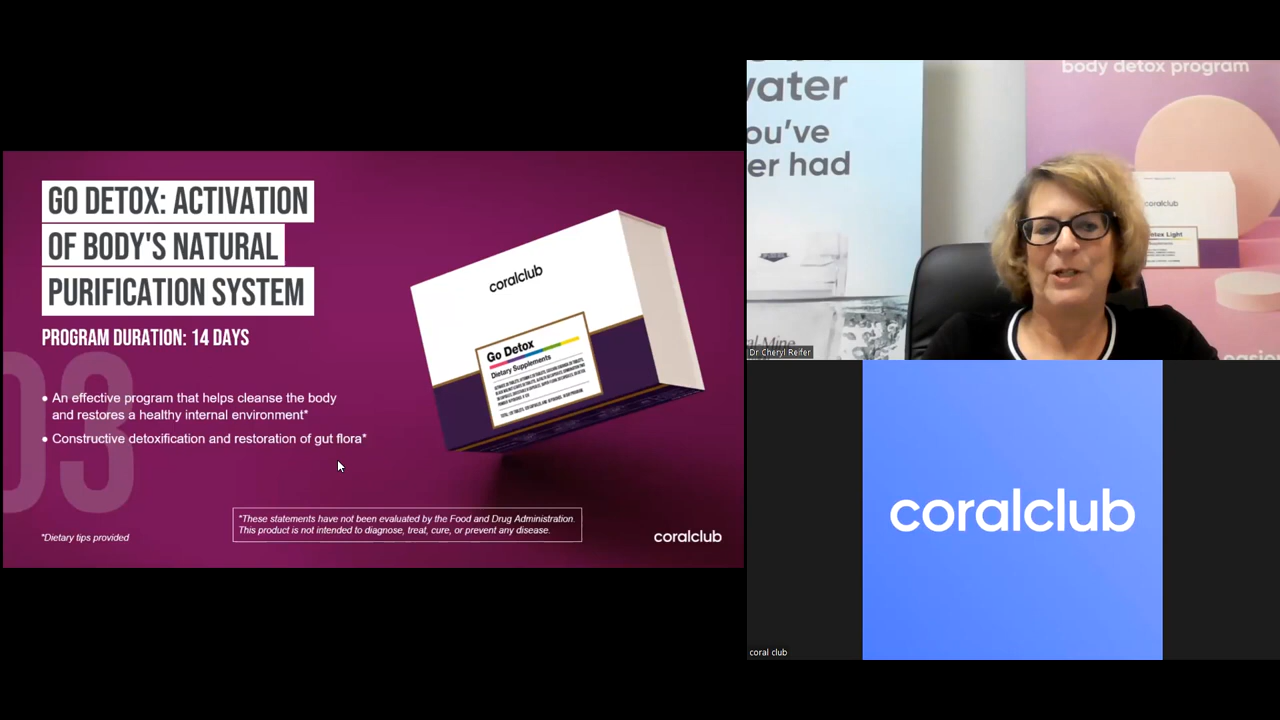 GO DETOX: ACTIVATION
OF BODY'S NATURAL
PURIFICATION SYSTEM
PROGRAM DURATION: 14 DAYS
03
● An effective program that helps cleanse the body
and restores a healthy internal environment*
● Constructive detoxification and restoration of gut flora*
*Dietary tips provided
*These statements have not been evaluated by the Food and Drug Administration.
This product is not intended to diagnose, treat, cure, or prevent any disease.
coralclub
coralclub
Go Detox
Dietary Supplements
vater
ou've
er had
body detox program
coralclub
Light
Dr Cheryl Reifer
coralclub
coral club